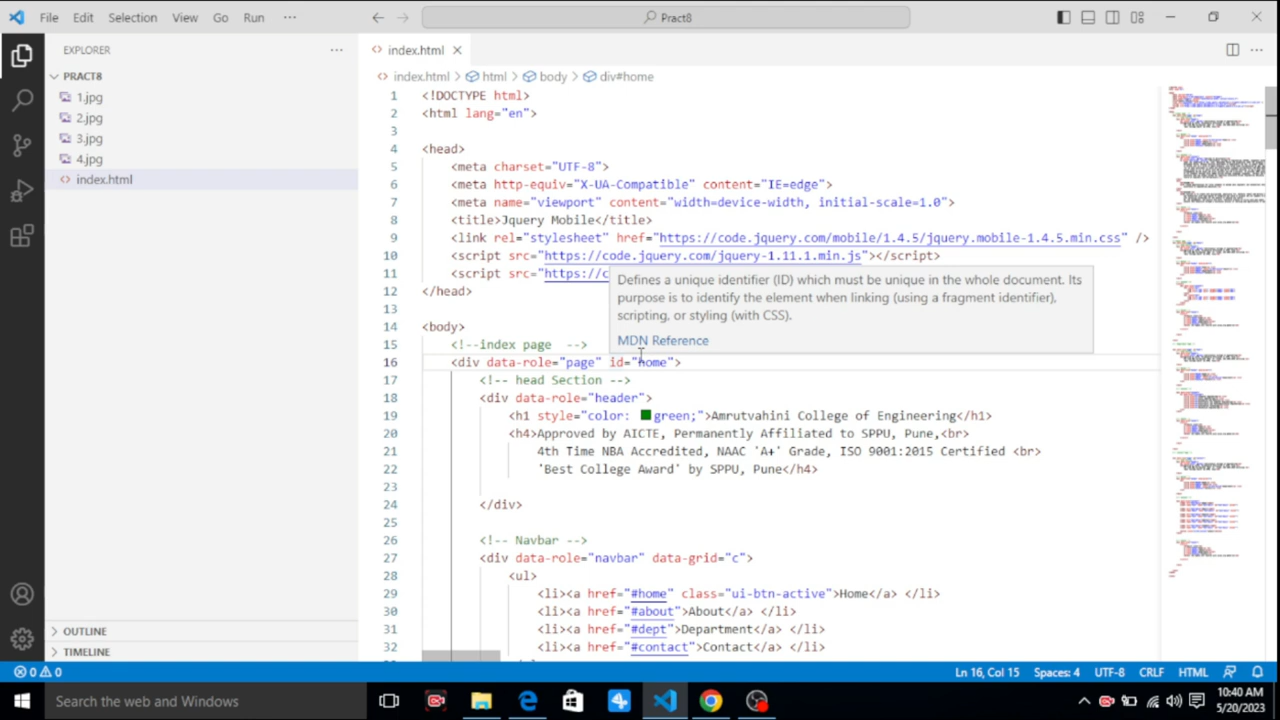 File Edit Selection View Go Run ··· Pract8
EXPLORER ···
PRACT8
1.jpg
2.jpg
3.jpg
4.jpg
index.html
OUTLINE
TIMELINE
index.html
index.html > html > body > div#home
1 <!DOCTYPE html>
2 <html lang="en">
3
4 <head>
5 <meta charset="UTF-8">
6 <meta http-equiv="X-UA-Compatible" content="IE=edge">
7 <meta name="viewport" content="width=device-width, initial-scale=1.0">
8 <title>Jquery Mobile</title>
9 <link rel="stylesheet" href="https://code.jquery.com/mobile/1.4.5/jquery.mobile-1.4.5.min.css" />
10 <script src="https://code.jquery.com/jquery-1.11.1.min.js"></script>
11 <script src="https://c
12 </head>
Defines a unique identifier (ID) which must be unique in the whole document. Its
purpose is to identify the element when linking (using a fragment identifier),
scripting, or styling (with CSS).
MDN Reference
13
14 <body>
15 <!--index page -->
16 <div data-role="page" id="home">
17 <!-- head Section -->
18 <div data-role="header">
19 <h1 style="color: green;">Amrutvahini College of Engineering</h1>
20 <h4>Approved by AICTE, Permanently Affiliated to SPPU, Pune,<br>
21 4th Time NBA Accredited, NAAC 'A+' Grade, ISO 9001:2015 Certified <br>
22 'Best College Award' by SPPU, Pune</h4>
23
24 </div>
25
26 <!-- Navbar -->
27 <div data-role="navbar" data-grid="c">
28 <ul>
29 <li><a href="#home" class="ui-btn-active">Home</a> </li>
30 <li><a href="#about">About</a> </li>
31 <li><a href="#dept">Department</a> </li>
32 <li><a href="#contact">Contact</a> </li>
0 0 Ln 16, Col 15 Spaces: 4 UTF-8 CRLF HTML
Search the web and Windows
10:40 AM
5/20/2023